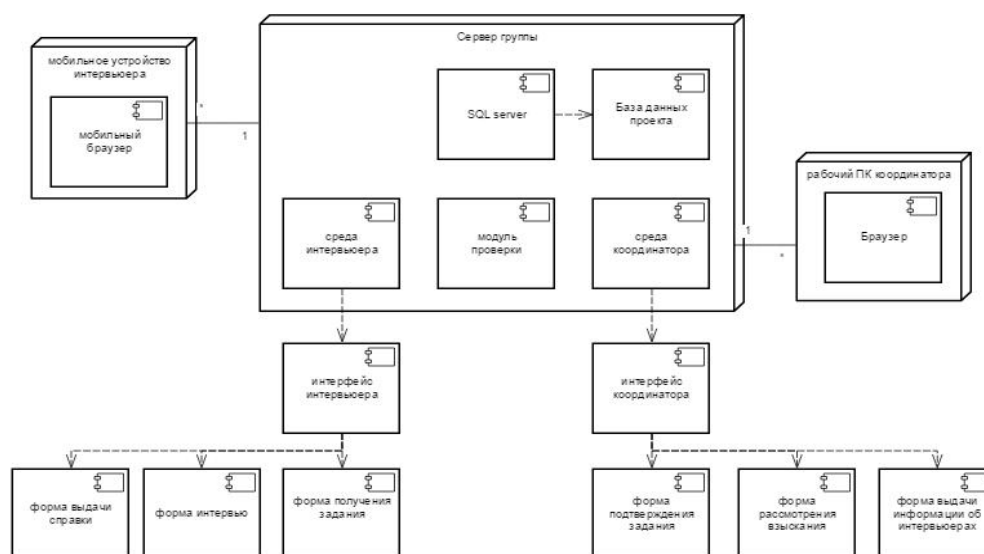 Сервер группы
мобильное устройство
интервьюера
мобильный
браузер
*
1
SQL server
База данных
проекта
рабочий ПК координатора
Браузер
1
*
среда
интервьюера
модуль
проверки
среда
координатора
интерфейс
интервьюера
интерфейс
координатора
форма выдачи
справки
форма интервью
форма получения
задания
форма
подтверждения
задания
форма
рассмотрения
взыскания
форма выдачи
информации об
интервьюерах